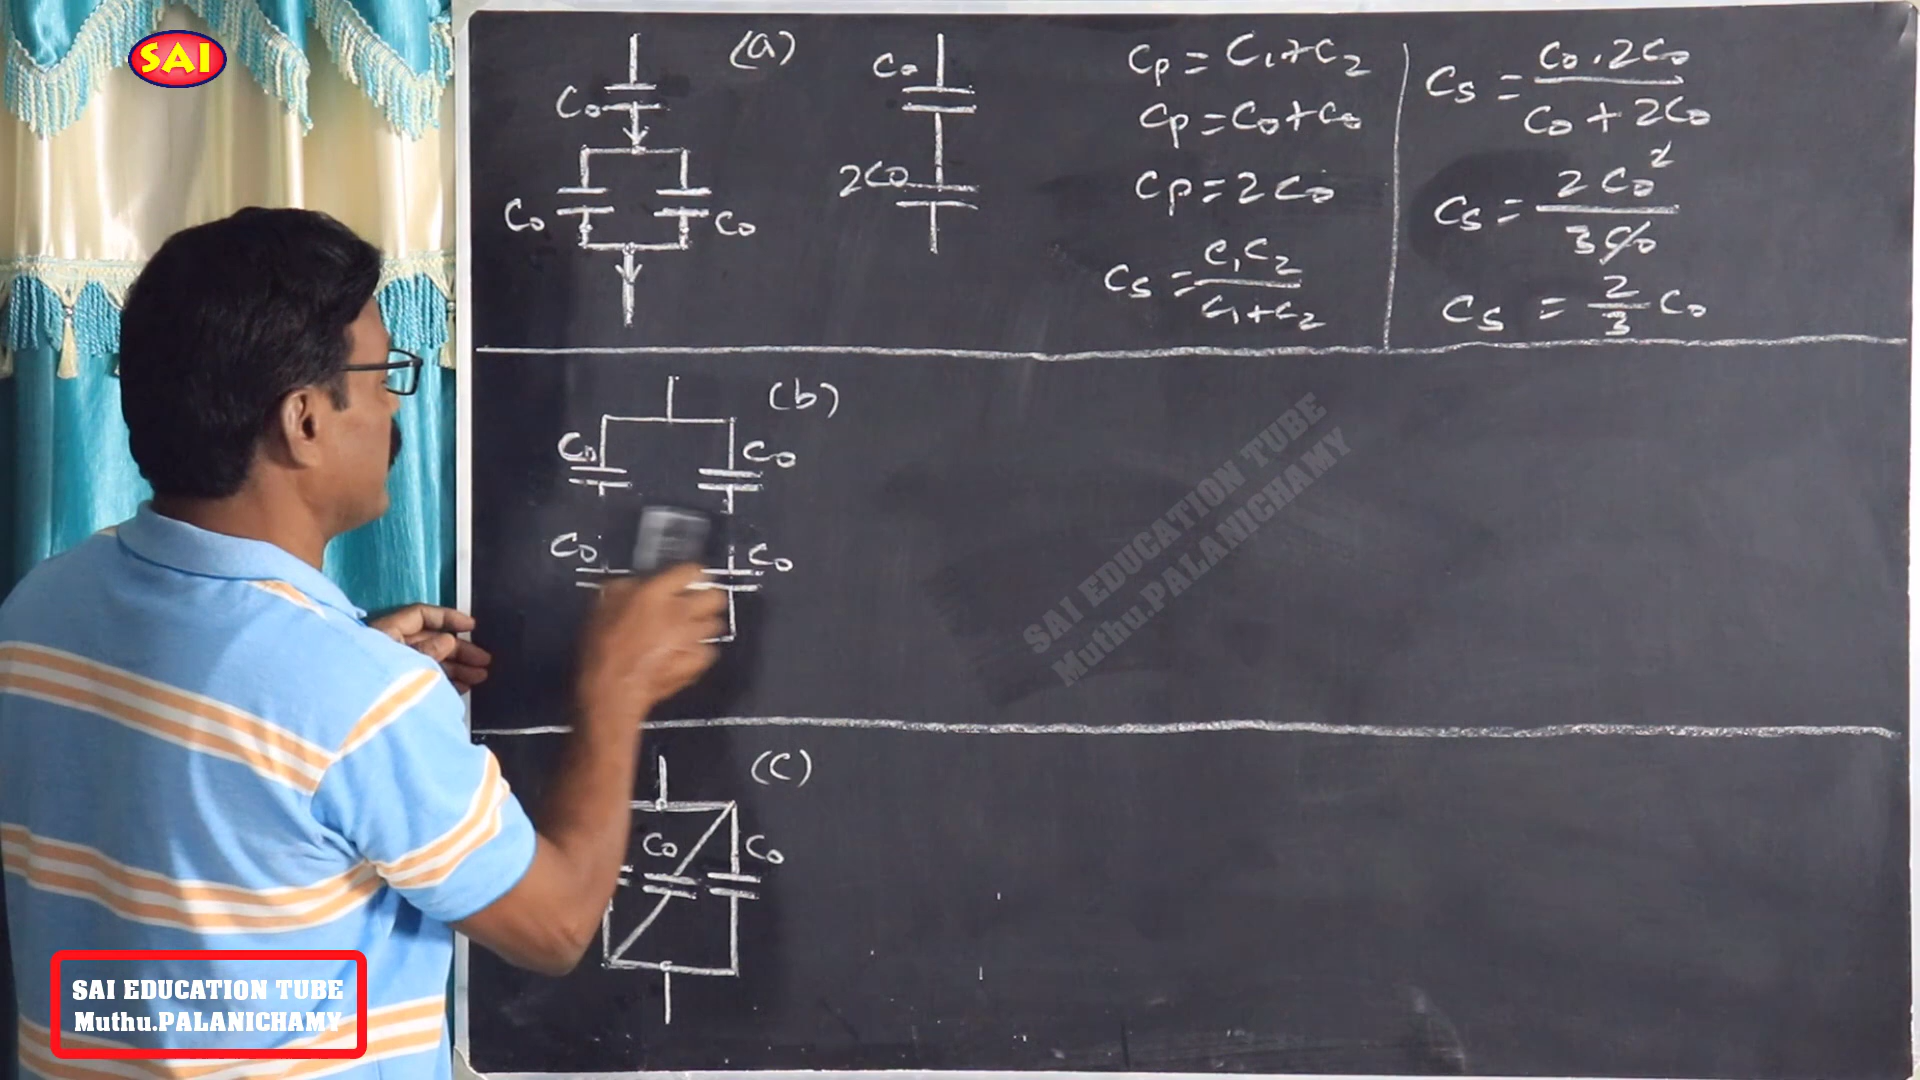 SAI
(a)
C₀
C₀
C₀
C₀
2C₀
Cp = C₁+C₂
Cp = C₀+C₀
Cp = 2C₀
Cs = C₁C₂ / C₁+C₂
Cs = C₀.2C₀ / C₀ + 2C₀
Cs = 2C₀² / 3C₀
Cs = 2/3 C₀
(b)
C₀
C₀
C₀
C₀
(C)
C₀
C₀
SAI EDUCATION TUBE
Muthu.PALANICHAMY
SAI EDUCATION TUBE
Muthu.PALANICHAMY